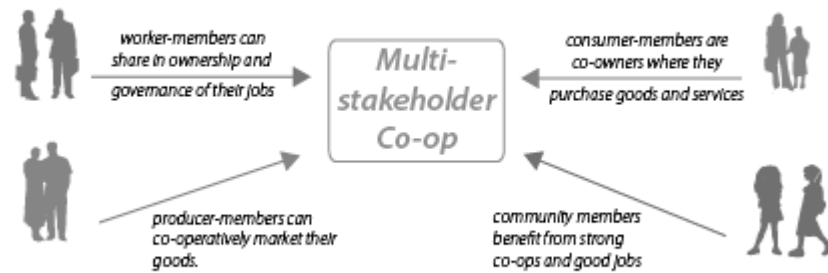 worker-members can
share in ownership and
governance of their jobs
Multi-
stakeholder
Co-op
consumer-members are
co-owners where they
purchase goods and services
producer-members can
co-operatively market their
goods.
community members
benefit from strong
co-ops and good jobs